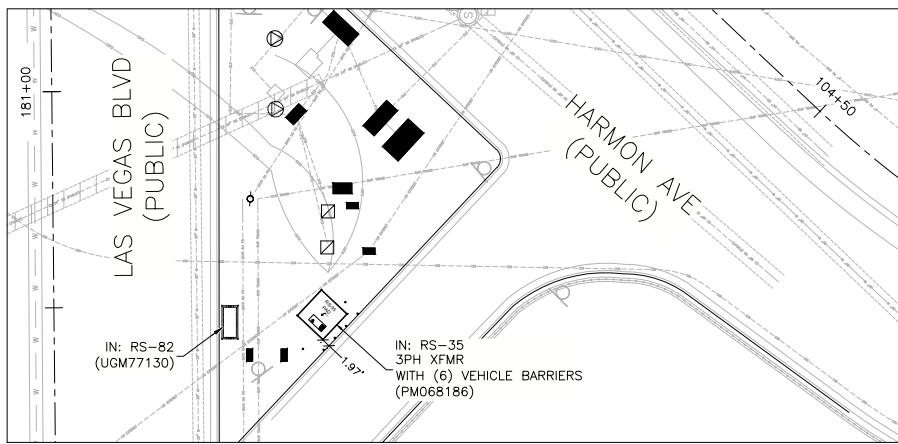 181+00
LAS VEGAS BLVD
(PUBLIC)
HARMON AVE
(PUBLIC)
104+50
S
IN: RS-82
(UGM77130)
1.97'
IN: RS-35
3PH XFMR
WITH (6) VEHICLE BARRIERS
(PM068186)
W
W
W
W